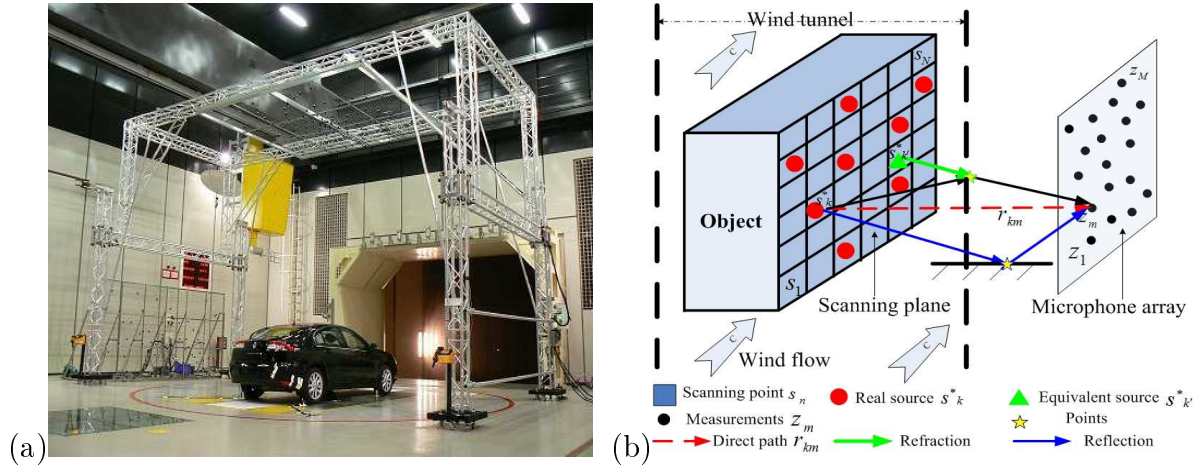 (a)
(b)
Wind tunnel
c
s_N
z_M
s*_k'
s*_k
Object
r_km
z_m
z_1
s_1
Scanning plane
Microphone array
c
Wind flow
c
Scanning point s_n
Real source s*_k
Equivalent source s*_k'
Measurements z_m
Points
Direct path r_km
Refraction
Reflection